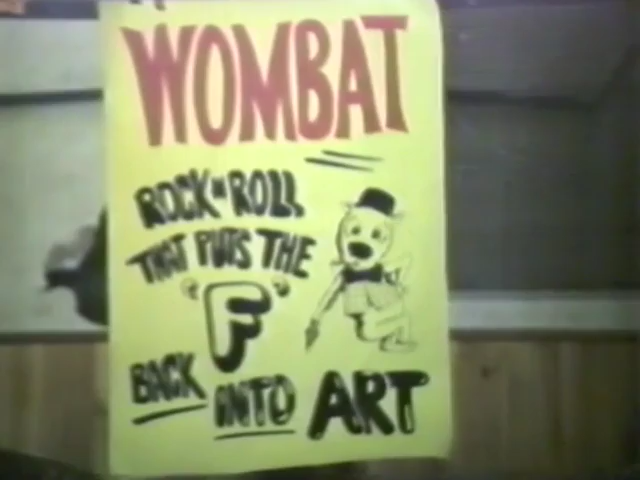 WOMBAT
ROCK-N-ROLL
THAT PUTS THE
"F"
BACK INTO ART